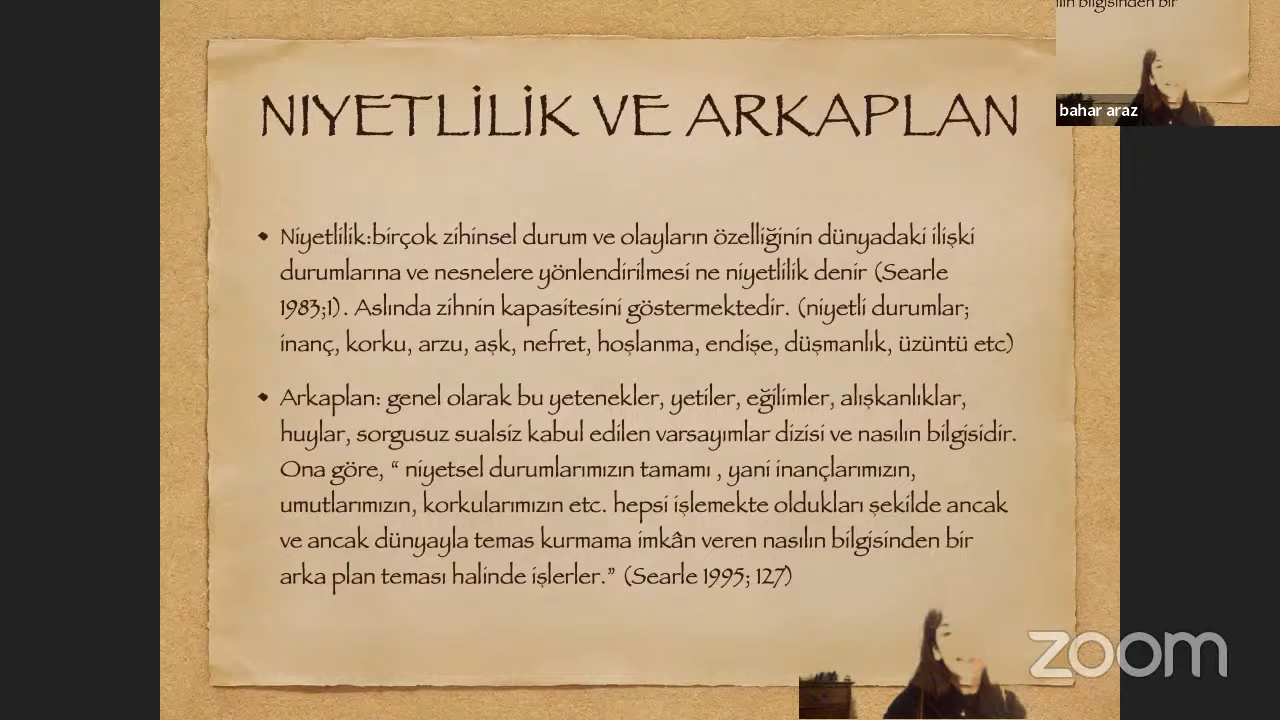 ilin bilgisinden bir
bahar araz
NIYETLİLİK VE ARKAPLAN
• Niyetlilik:birçok zihinsel durum ve olayların özelliğinin dünyadaki ilişki
durumlarına ve nesnelere yönlendirilmesi ne niyetlilik denir (Searle
1983;1). Aslında zihnin kapasitesini göstermektedir. (niyetli durumlar;
inanç, korku, arzu, aşk, nefret, hoşlanma, endişe, düşmanlık, üzüntü etc)
• Arkaplan: genel olarak bu yetenekler, yetiler, eğilimler, alışkanlıklar,
huylar, sorgusuz sualsiz kabul edilen varsayımlar dizisi ve nasılın bilgisidir.
Ona göre, “ niyetsel durumlarımızın tamamı , yani inançlarımızın,
umutlarımızın, korkularımızın etc. hepsi işlemekte oldukları şekilde ancak
ve ancak dünyayla temas kurmama imkân veren nasılın bilgisinden bir
arka plan teması halinde işlerler.” (Searle 1995; 127)
zoom